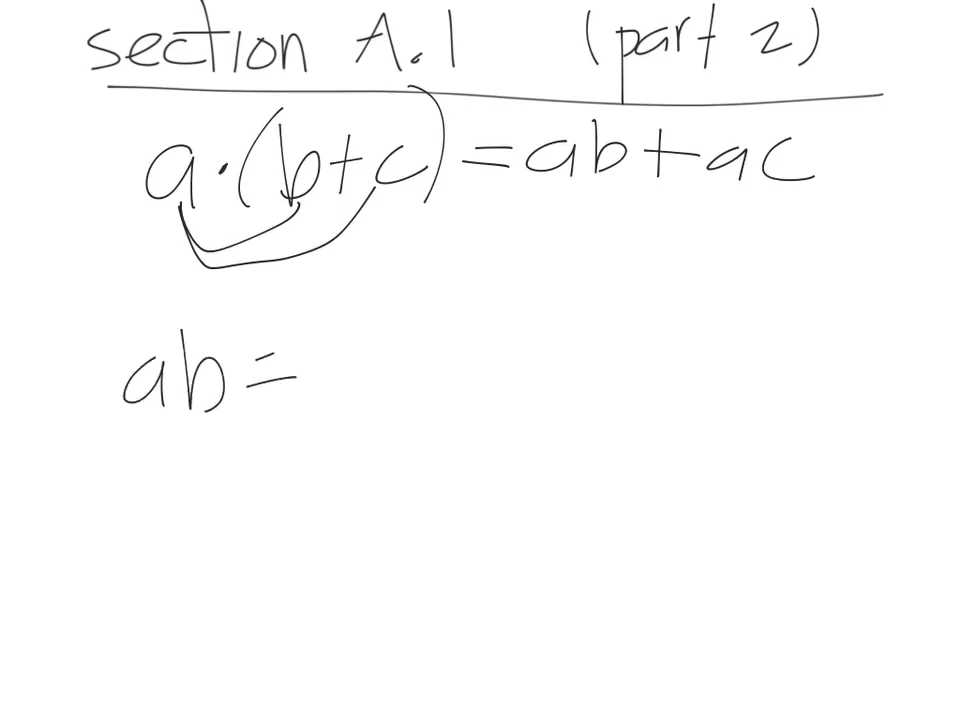 section A.1 (part 2)
a·(b+c)=ab+ac
ab=